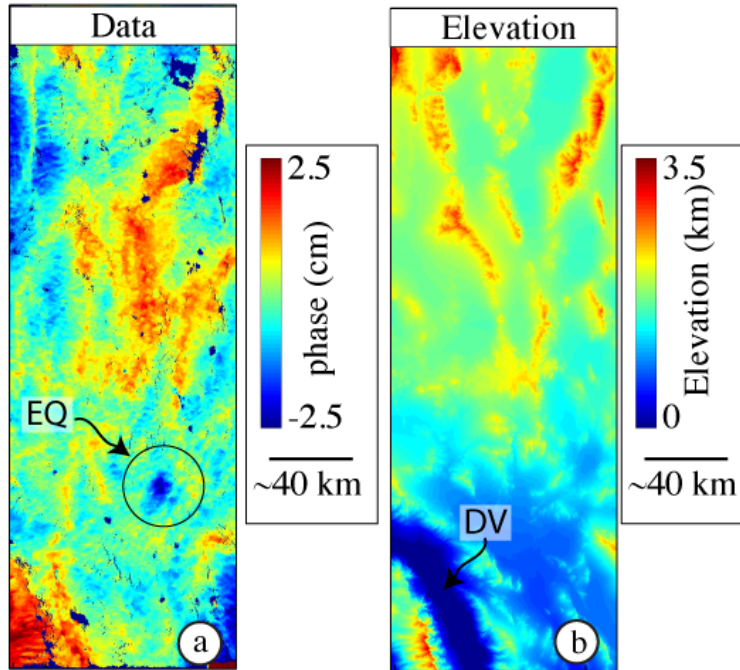 Data
Elevation
2.5
phase (cm)
-2.5
~40 km
EQ
a
3.5
Elevation (km)
0
~40 km
DV
b